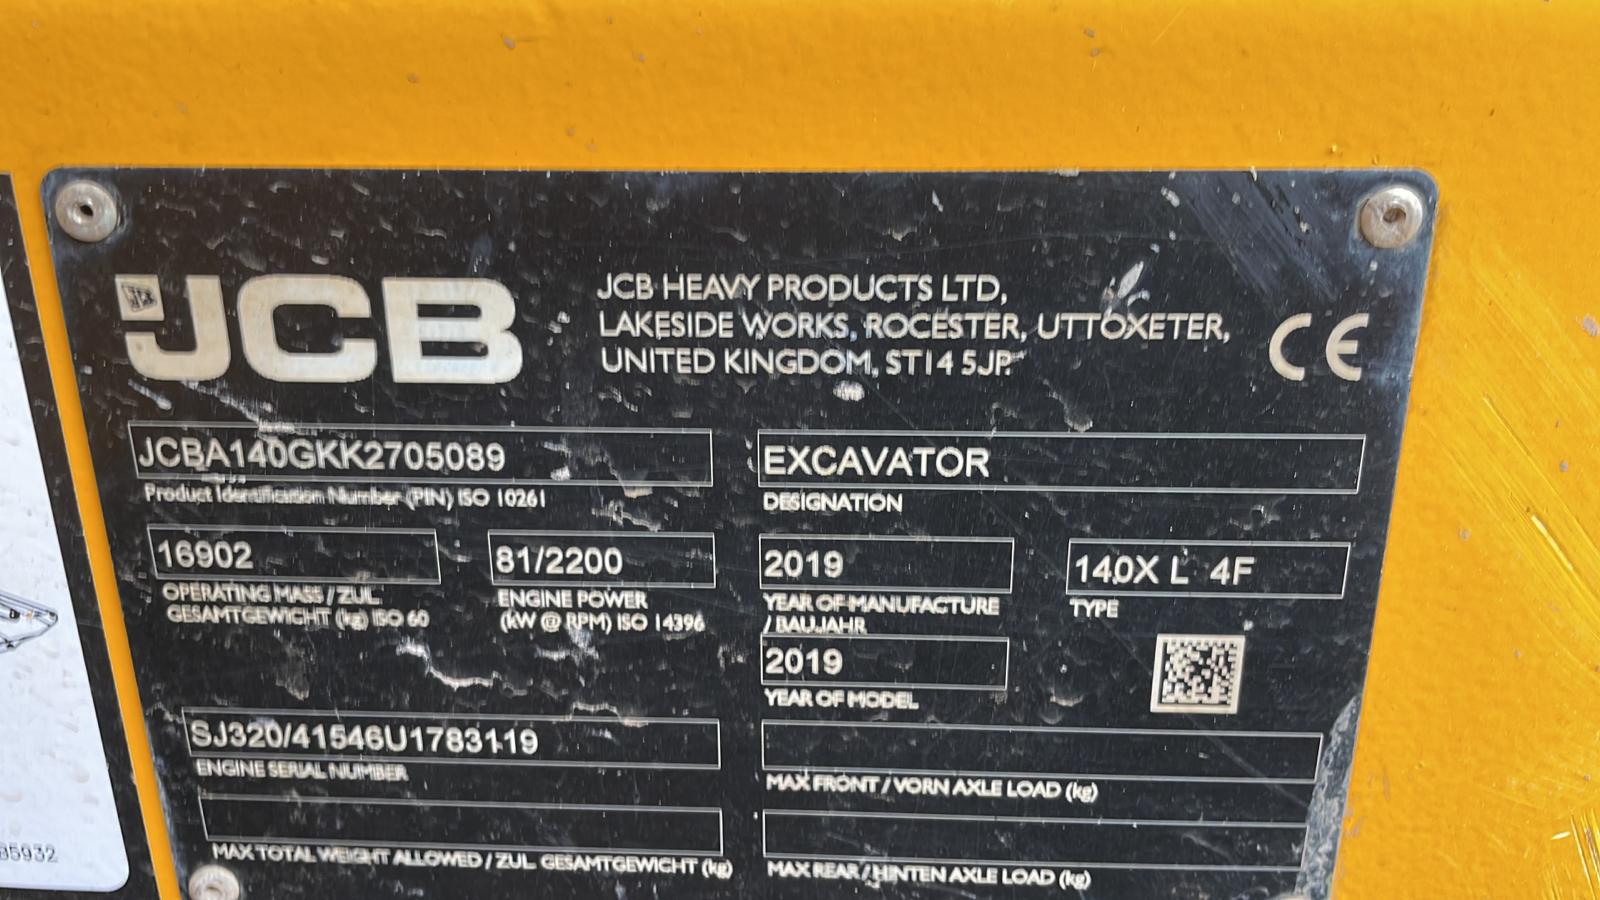 JCB
JCB HEAVY PRODUCTS LTD,
LAKESIDE WORKS, ROCESTER, UTTOXETER,
UNITED KINGDOM, ST14 5JP.
CE
JCBA140GKK2705089
Product Identification Number (PIN) ISO 10261
EXCAVATOR
DESIGNATION
16902
OPERATING MASS / ZUL.
GESAMTGEWICHT (kg) ISO 60
81/2200
ENGINE POWER
(kW @ RPM) ISO 14396
2019
YEAR OF MANUFACTURE
/ BAUJAHR
140X L 4F
TYPE
2019
YEAR OF MODEL
SJ320/41546U1783119
ENGINE SERIAL NUMBER
MAX FRONT / VORN AXLE LOAD (kg)
MAX TOTAL WEIGHT ALLOWED / ZUL. GESAMTGEWICHT (kg)
MAX REAR / HINTEN AXLE LOAD (kg)